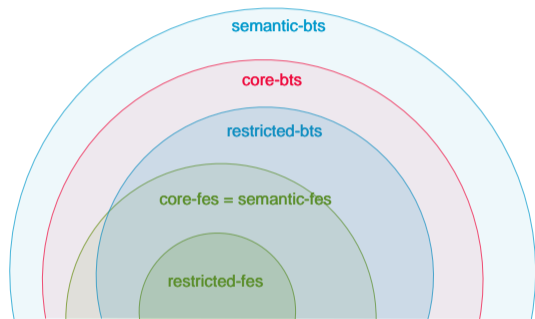 semantic-bts
core-bts
restricted-bts
core-fes = semantic-fes
restricted-fes